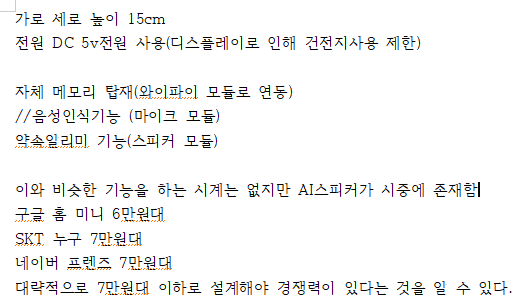 가로 세로 높이 15cm
전원 DC 5v전원 사용(디스플레이로 인해 건전지사용 제한)
자체 메모리 탑재(와이파이 모듈로 연동)
//음성인식기능 (마이크 모듈)
약속일리미 기능(스피커 모듈)
이와 비슷한 기능을 하는 시계는 없지만 AI스피커가 시중에 존재함
구글 홈 미니 6만원대
SKT 누구 7만원대
네이버 프렌즈 7만원대
대략적으로 7만원대 이하로 설계해야 경쟁력이 있다는 것을 일 수 있다.